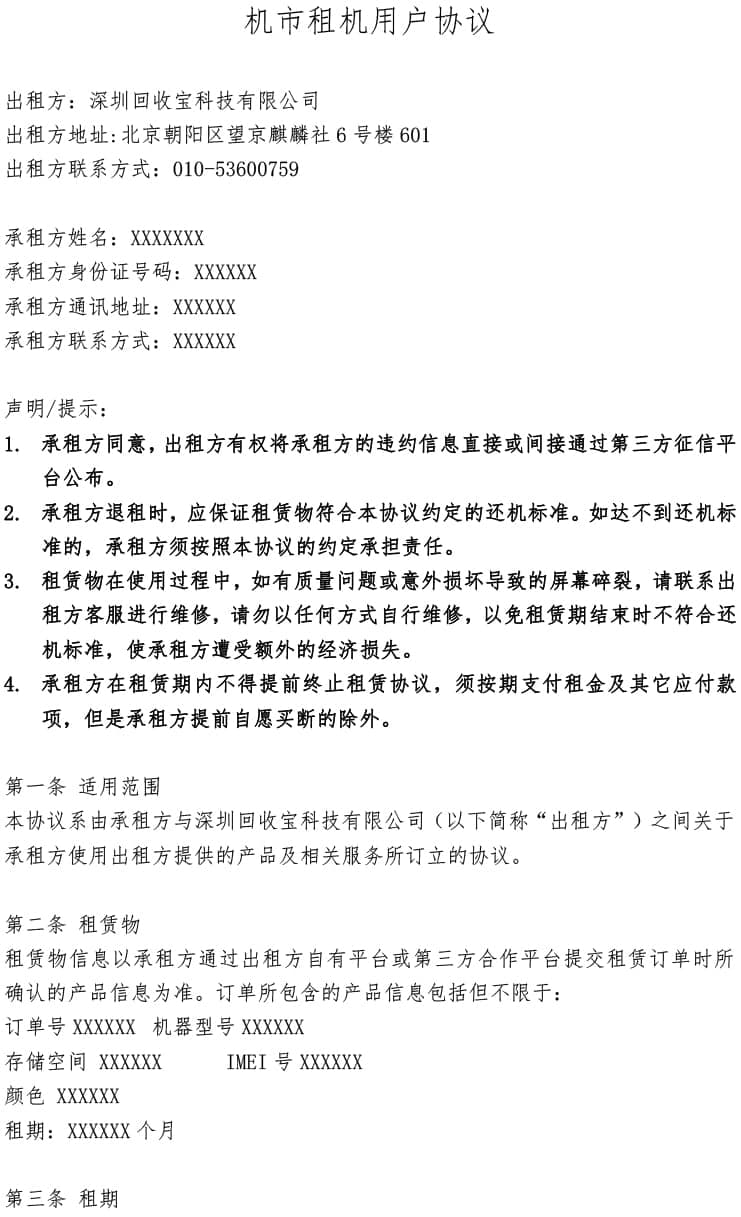 机市租机用户协议
出租方：深圳回收宝科技有限公司
出租方地址:北京朝阳区望京麒麟社 6 号楼 601
出租方联系方式：010-53600759
承租方姓名：XXXXXXX
承租方身份证号码：XXXXXX
承租方通讯地址：XXXXXX
承租方联系方式：XXXXXX
声明/提示：
1. 承租方同意，出租方有权将承租方的违约信息直接或间接通过第三方征信平
台公布。
2. 承租方退租时，应保证租赁物符合本协议约定的还机标准。如达不到还机标
准的，承租方须按照本协议的约定承担责任。
3. 租赁物在使用过程中，如有质量问题或意外损坏导致的屏幕碎裂，请联系出
租方客服进行维修，请勿以任何方式自行维修，以免租赁期结束时不符合还
机标准，使承租方遭受额外的经济损失。
4. 承租方在租赁期内不得提前终止租赁协议，须按期支付租金及其它应付款
项，但是承租方提前自愿买断的除外。
第一条 适用范围
本协议系由承租方与深圳回收宝科技有限公司（以下简称“出租方”）之间关于
承租方使用出租方提供的产品及相关服务所订立的协议。
第二条 租赁物
租赁物信息以承租方通过出租方自有平台或第三方合作平台提交租赁订单时所
确认的产品信息为准。订单所包含的产品信息包括但不限于：
订单号 XXXXXX 机器型号 XXXXXX
存储空间 XXXXXX IMEI 号 XXXXXX
颜色 XXXXXX
租期：XXXXXX 个月
第三条 租期